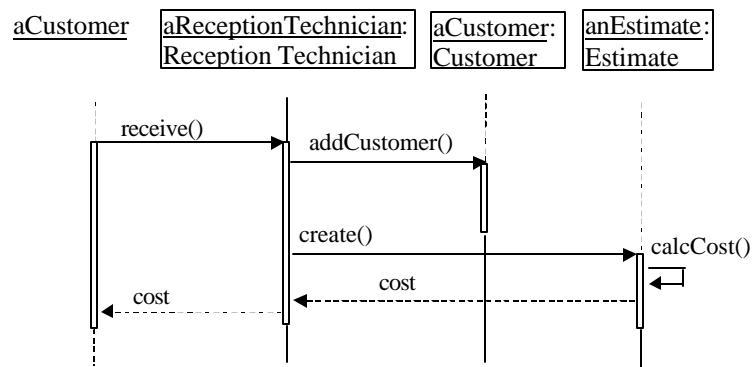 aCustomer
aReceptionTechnician:
Reception Technician
aCustomer:
Customer
anEstimate:
Estimate
receive()
addCustomer()
create()
calcCost()
cost
cost